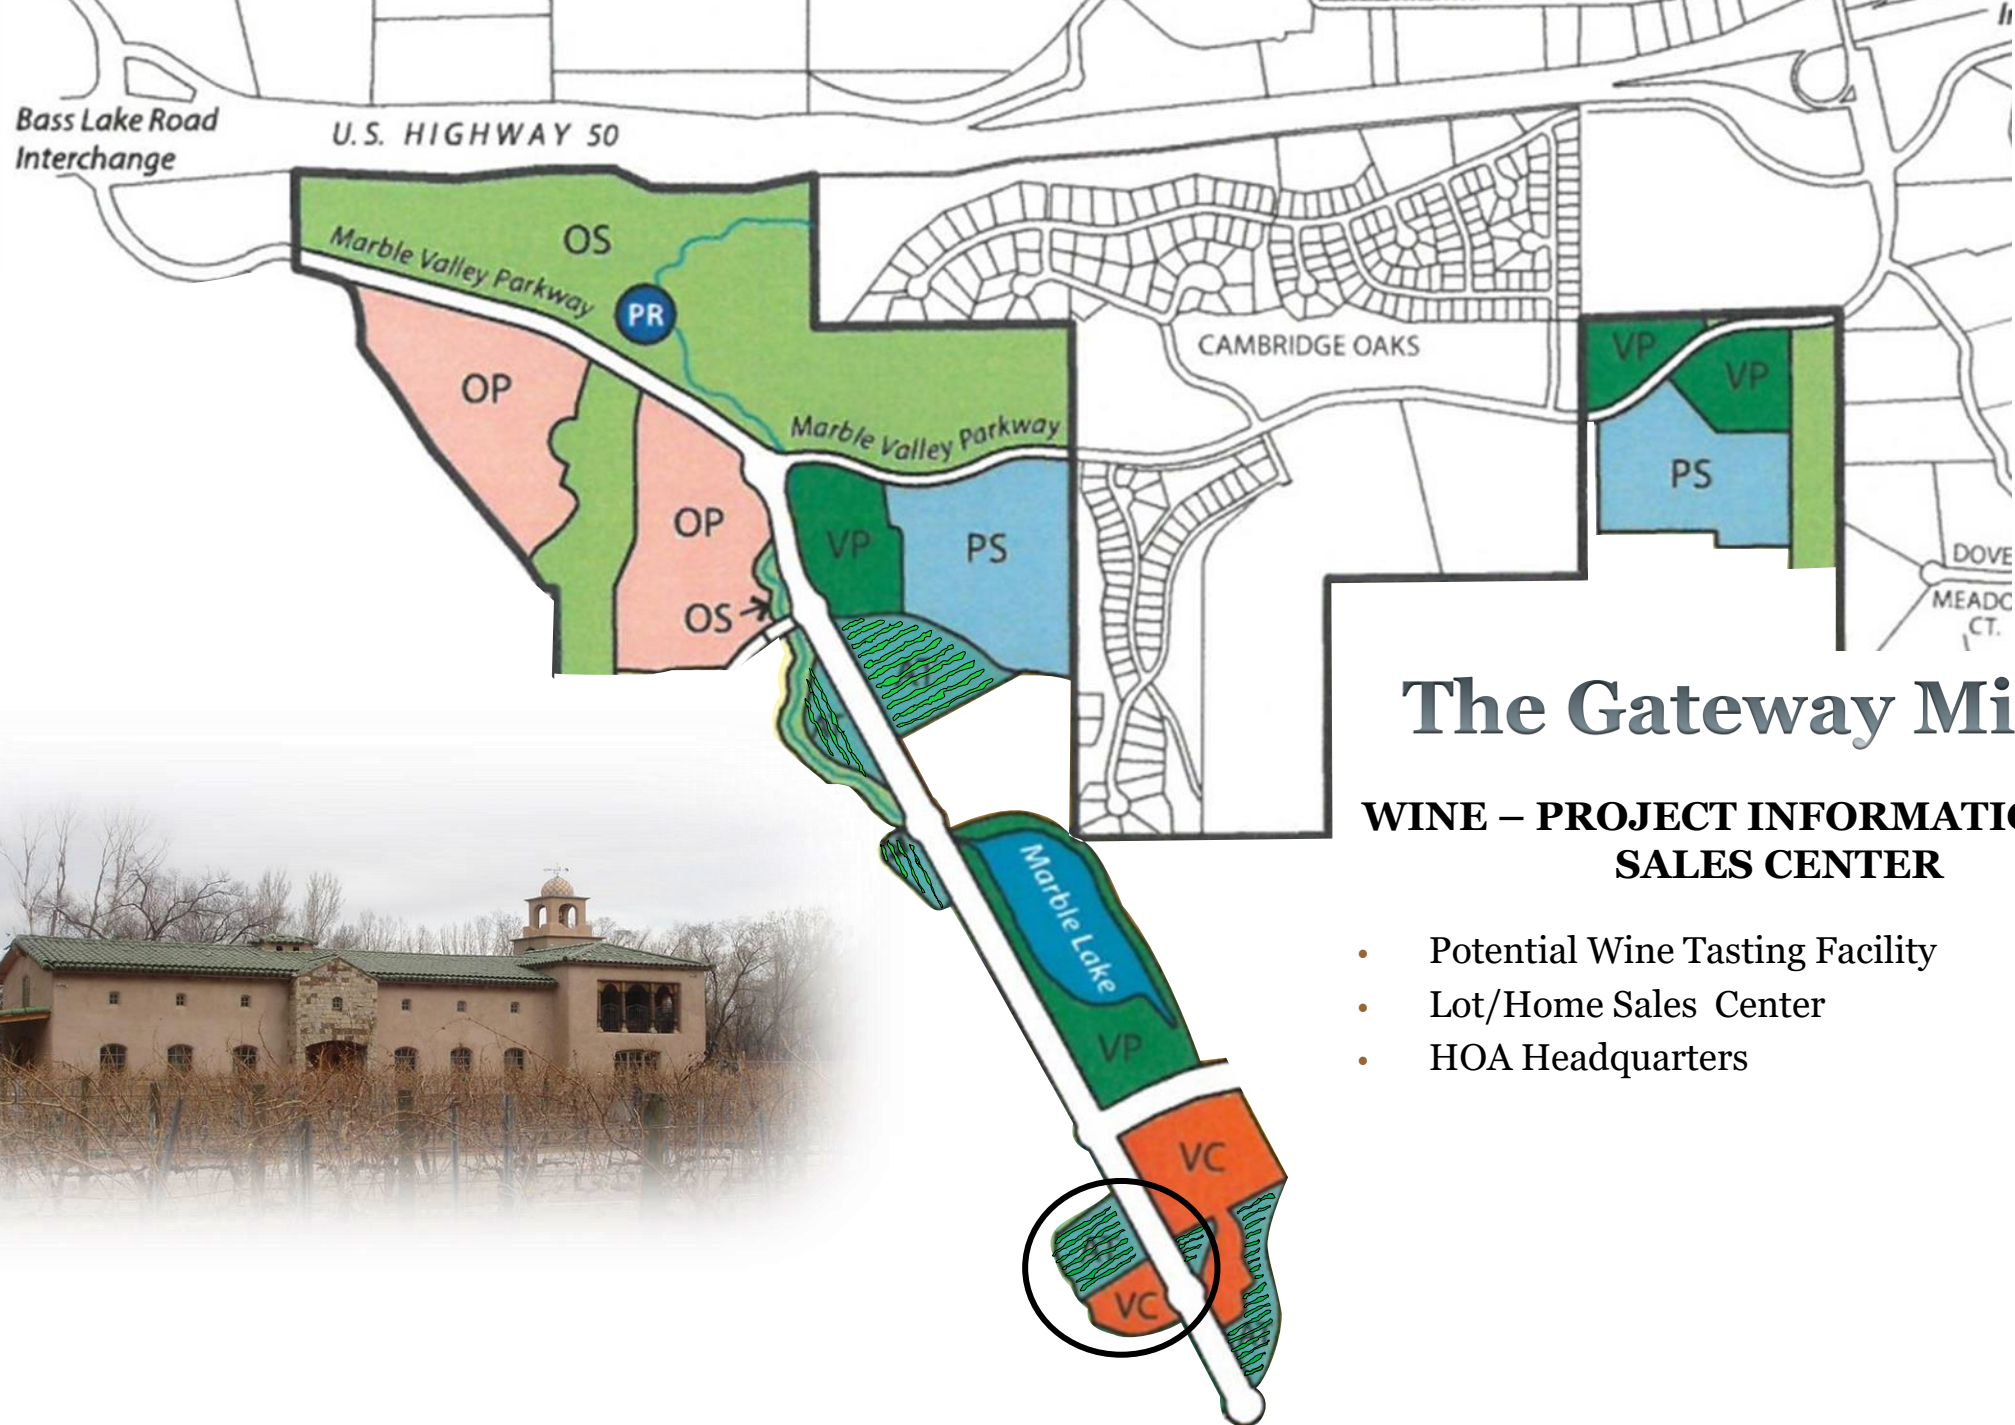 Bass Lake Road
Interchange
U.S. HIGHWAY 50
OS
Marble Valley Parkway
PR
OP
CAMBRIDGE OAKS
VP
VP
Marble Valley Parkway
PS
OP
VP
PS
OS
DOVE
MEADO
CT.
The Gateway Mi
WINE – PROJECT INFORMATIO
SALES CENTER
Marble Lake
• Potential Wine Tasting Facility
• Lot/Home Sales Center
• HOA Headquarters
VP
VC
VC